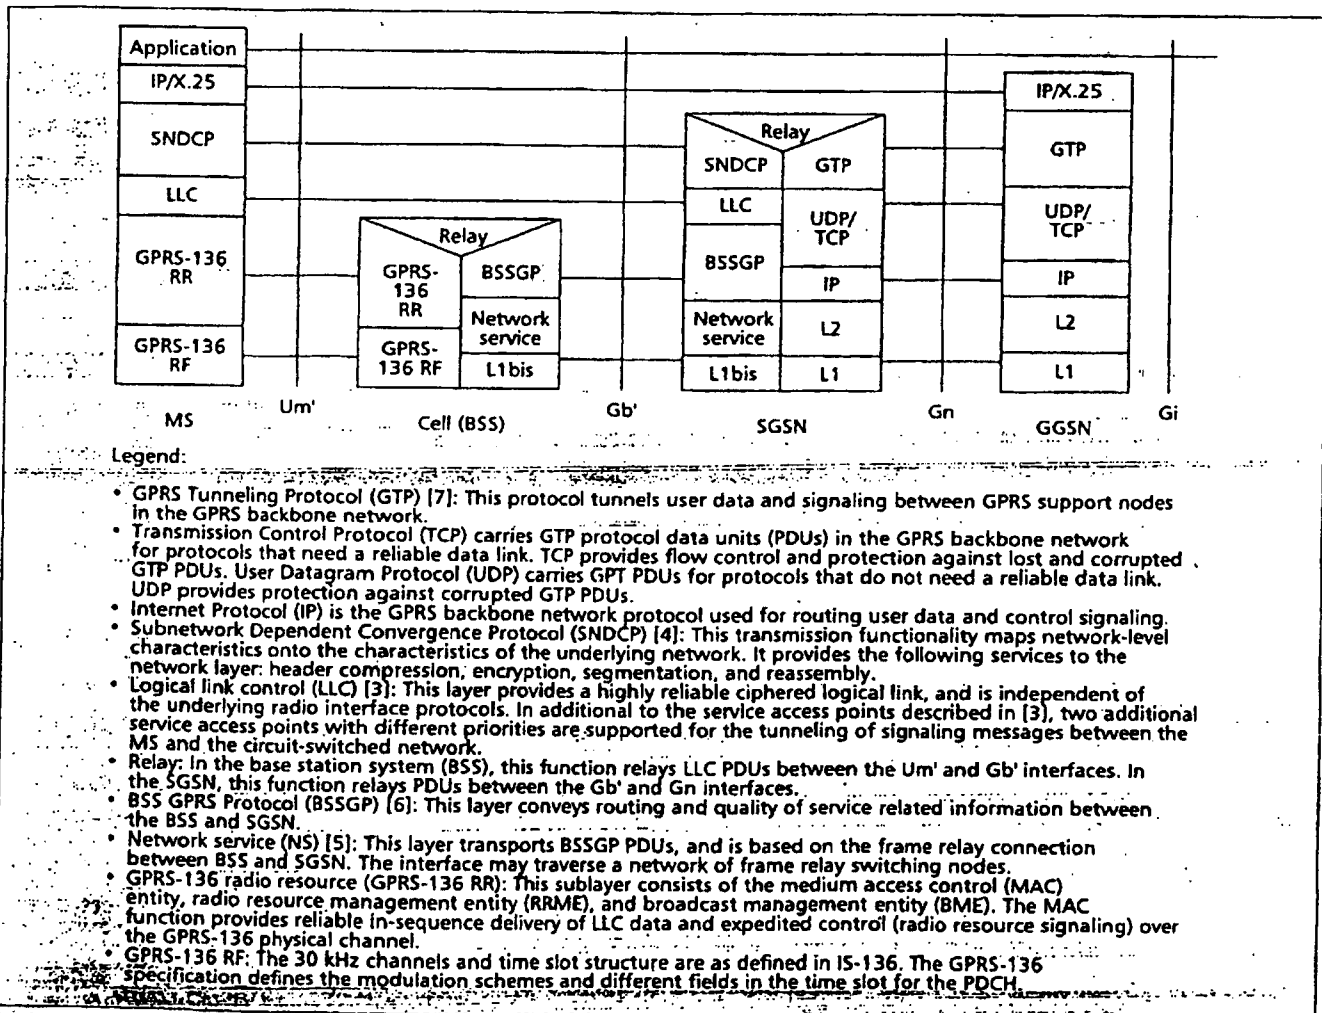 Application
IP/X.25
SNDCP
LLC
GPRS-136
RR
GPRS-136
RF
MS
Um'
Relay
GPRS-
136
RR
BSSGP
Network
service
GPRS-
136 RF
L1bis
Cell (BSS)
Gb'
Relay
SNDCP
GTP
LLC
UDP/
TCP
BSSGP
IP
Network
service
L2
L1bis
L1
SGSN
Gn
IP/X.25
GTP
UDP/
TCP
IP
L2
L1
GGSN
Gi
Legend:
• GPRS Tunneling Protocol (GTP) [7]: This protocol tunnels user data and signaling between GPRS support nodes
in the GPRS backbone network.
• Transmission Control Protocol (TCP) carries GTP protocol data units (PDUs) in the GPRS backbone network
for protocols that need a reliable data link. TCP provides flow control and protection against lost and corrupted
GTP PDUs. User Datagram Protocol (UDP) carries GPT PDUs for protocols that do not need a reliable data link.
UDP provides protection against corrupted GTP PDUs.
• Internet Protocol (IP) is the GPRS backbone network protocol used for routing user data and control signaling.
• Subnetwork Dependent Convergence Protocol (SNDCP) [4]: This transmission functionality maps network-level
characteristics onto the characteristics of the underlying network. It provides the following services to the
network layer: header compression, encryption, segmentation, and reassembly.
• Logical link control (LLC) [3]: This layer provides a highly reliable ciphered logical link, and is independent of
the underlying radio interface protocols. In additional to the service access points described in [3], two additional
service access points with different priorities are supported for the tunneling of signaling messages between the
MS and the circuit-switched network.
• Relay: In the base station system (BSS), this function relays LLC PDUs between the Um' and Gb' interfaces. In
the SGSN, this function relays PDUs between the Gb' and Gn interfaces.
• BSS GPRS Protocol (BSSGP) [6]: This layer conveys routing and quality of service related information between
the BSS and SGSN.
• Network service (NS) [5]: This layer transports BSSGP PDUs, and is based on the frame relay connection
between BSS and SGSN. The interface may traverse a network of frame relay switching nodes.
• GPRS-136 radio resource (GPRS-136 RR): This sublayer consists of the medium access control (MAC)
entity, radio resource management entity (RRME), and broadcast management entity (BME). The MAC
function provides reliable in-sequence delivery of LLC data and expedited control (radio resource signaling) over
the GPRS-136 physical channel.
• GPRS-136 RF: The 30 kHz channels and time slot structure are as defined in IS-136. The GPRS-136
specification defines the modulation schemes and different fields in the time slot for the PDCH.